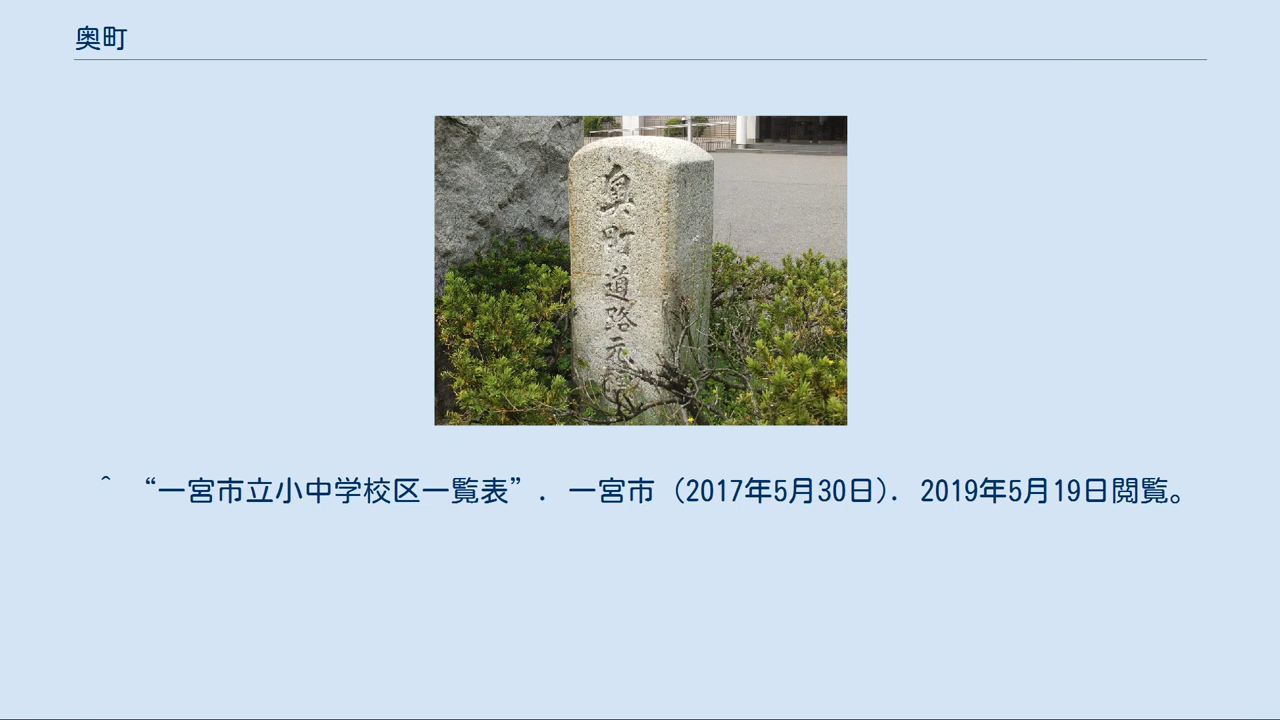 奥町
奥町道路元
^ “一宮市立小中学校区一覧表”. 一宮市 (2017年5月30日). 2019年5月19日閲覧。